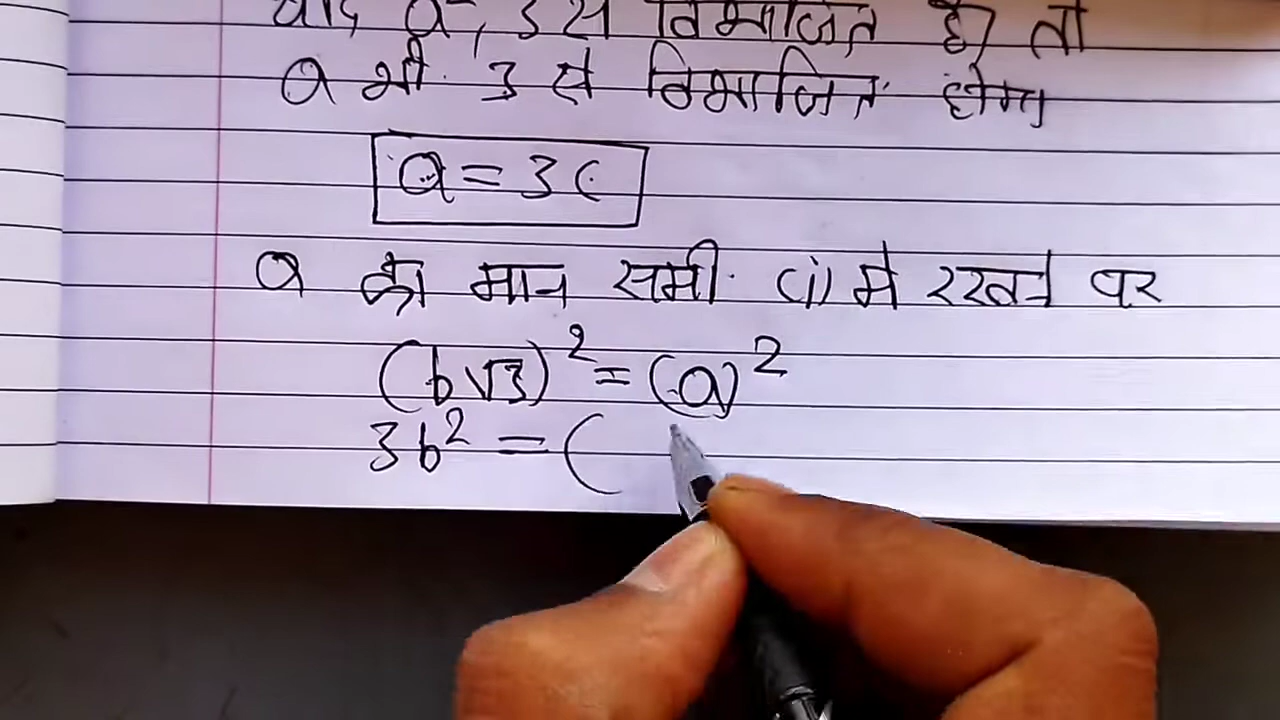 यदि a², 3 से विभाजित है, तो
a भी 3 से विभाजित होगा
a = 3c
a का मान समी. (i) में रखने पर
(b√3)² = (a)²
3b² = (